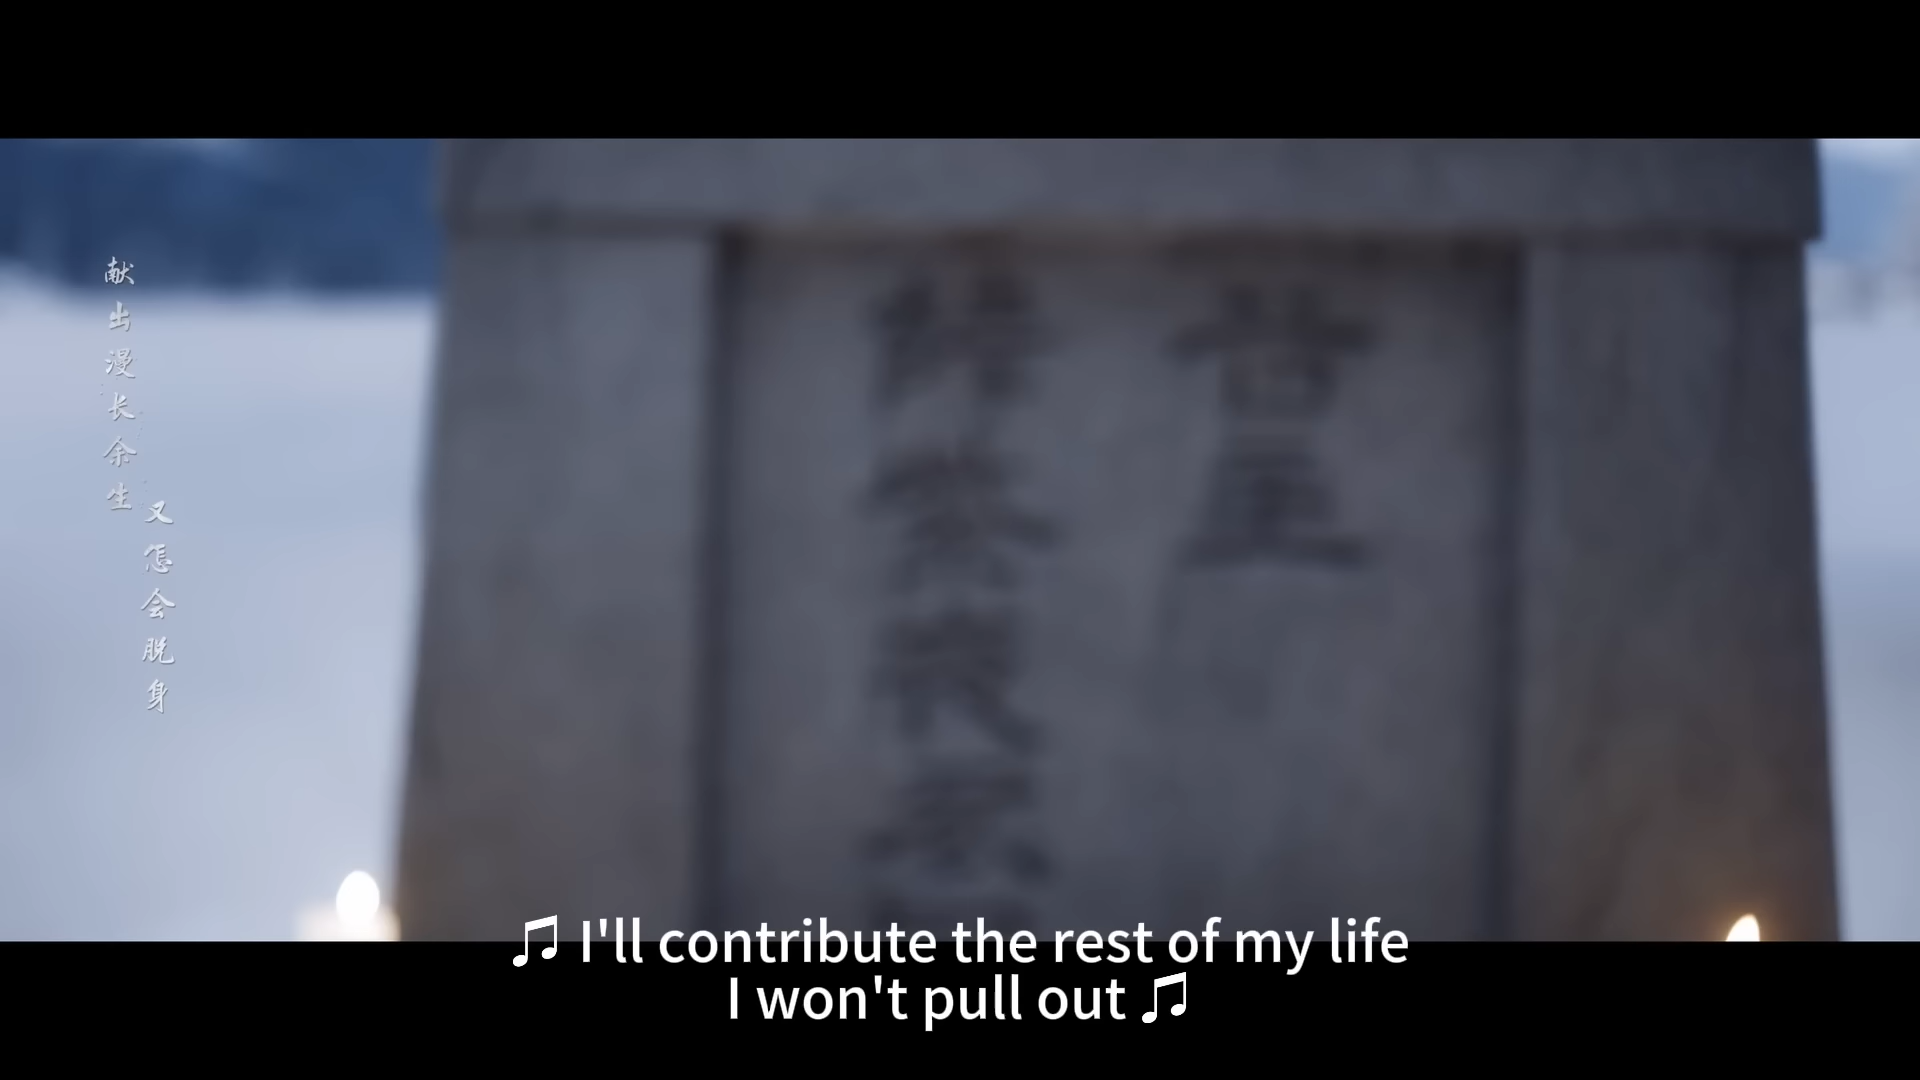 献出漫长余生
又怎会脱身
♫ I'll contribute the rest of my life
I won't pull out ♫